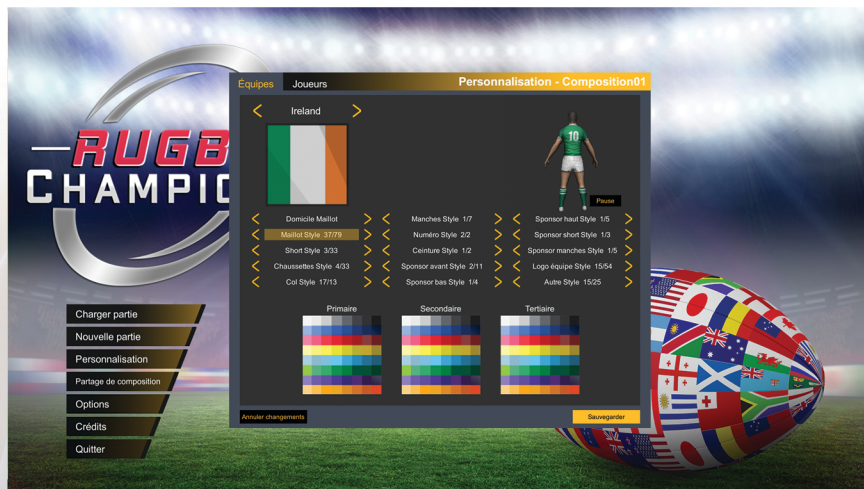 RUGB
CHAMPIO
Équipes
Joueurs
Personnalisation - Composition01
Ireland
10
Pause
Domicile Maillot
Manches Style 1/7
Sponsor haut Style 1/5
Maillot Style 37/79
Numéro Style 2/2
Sponsor short Style 1/3
Short Style 3/33
Ceinture Style 1/2
Sponsor manches Style 1/5
Chaussettes Style 4/33
Sponsor avant Style 2/11
Logo équipe Style 15/54
Col Style 17/13
Sponsor bas Style 1/4
Autre Style 15/25
Primaire
Secondaire
Tertiaire
Annuler changements
Sauvegarder
Charger partie
Nouvelle partie
Personnalisation
Partage de composition
Options
Crédits
Quitter